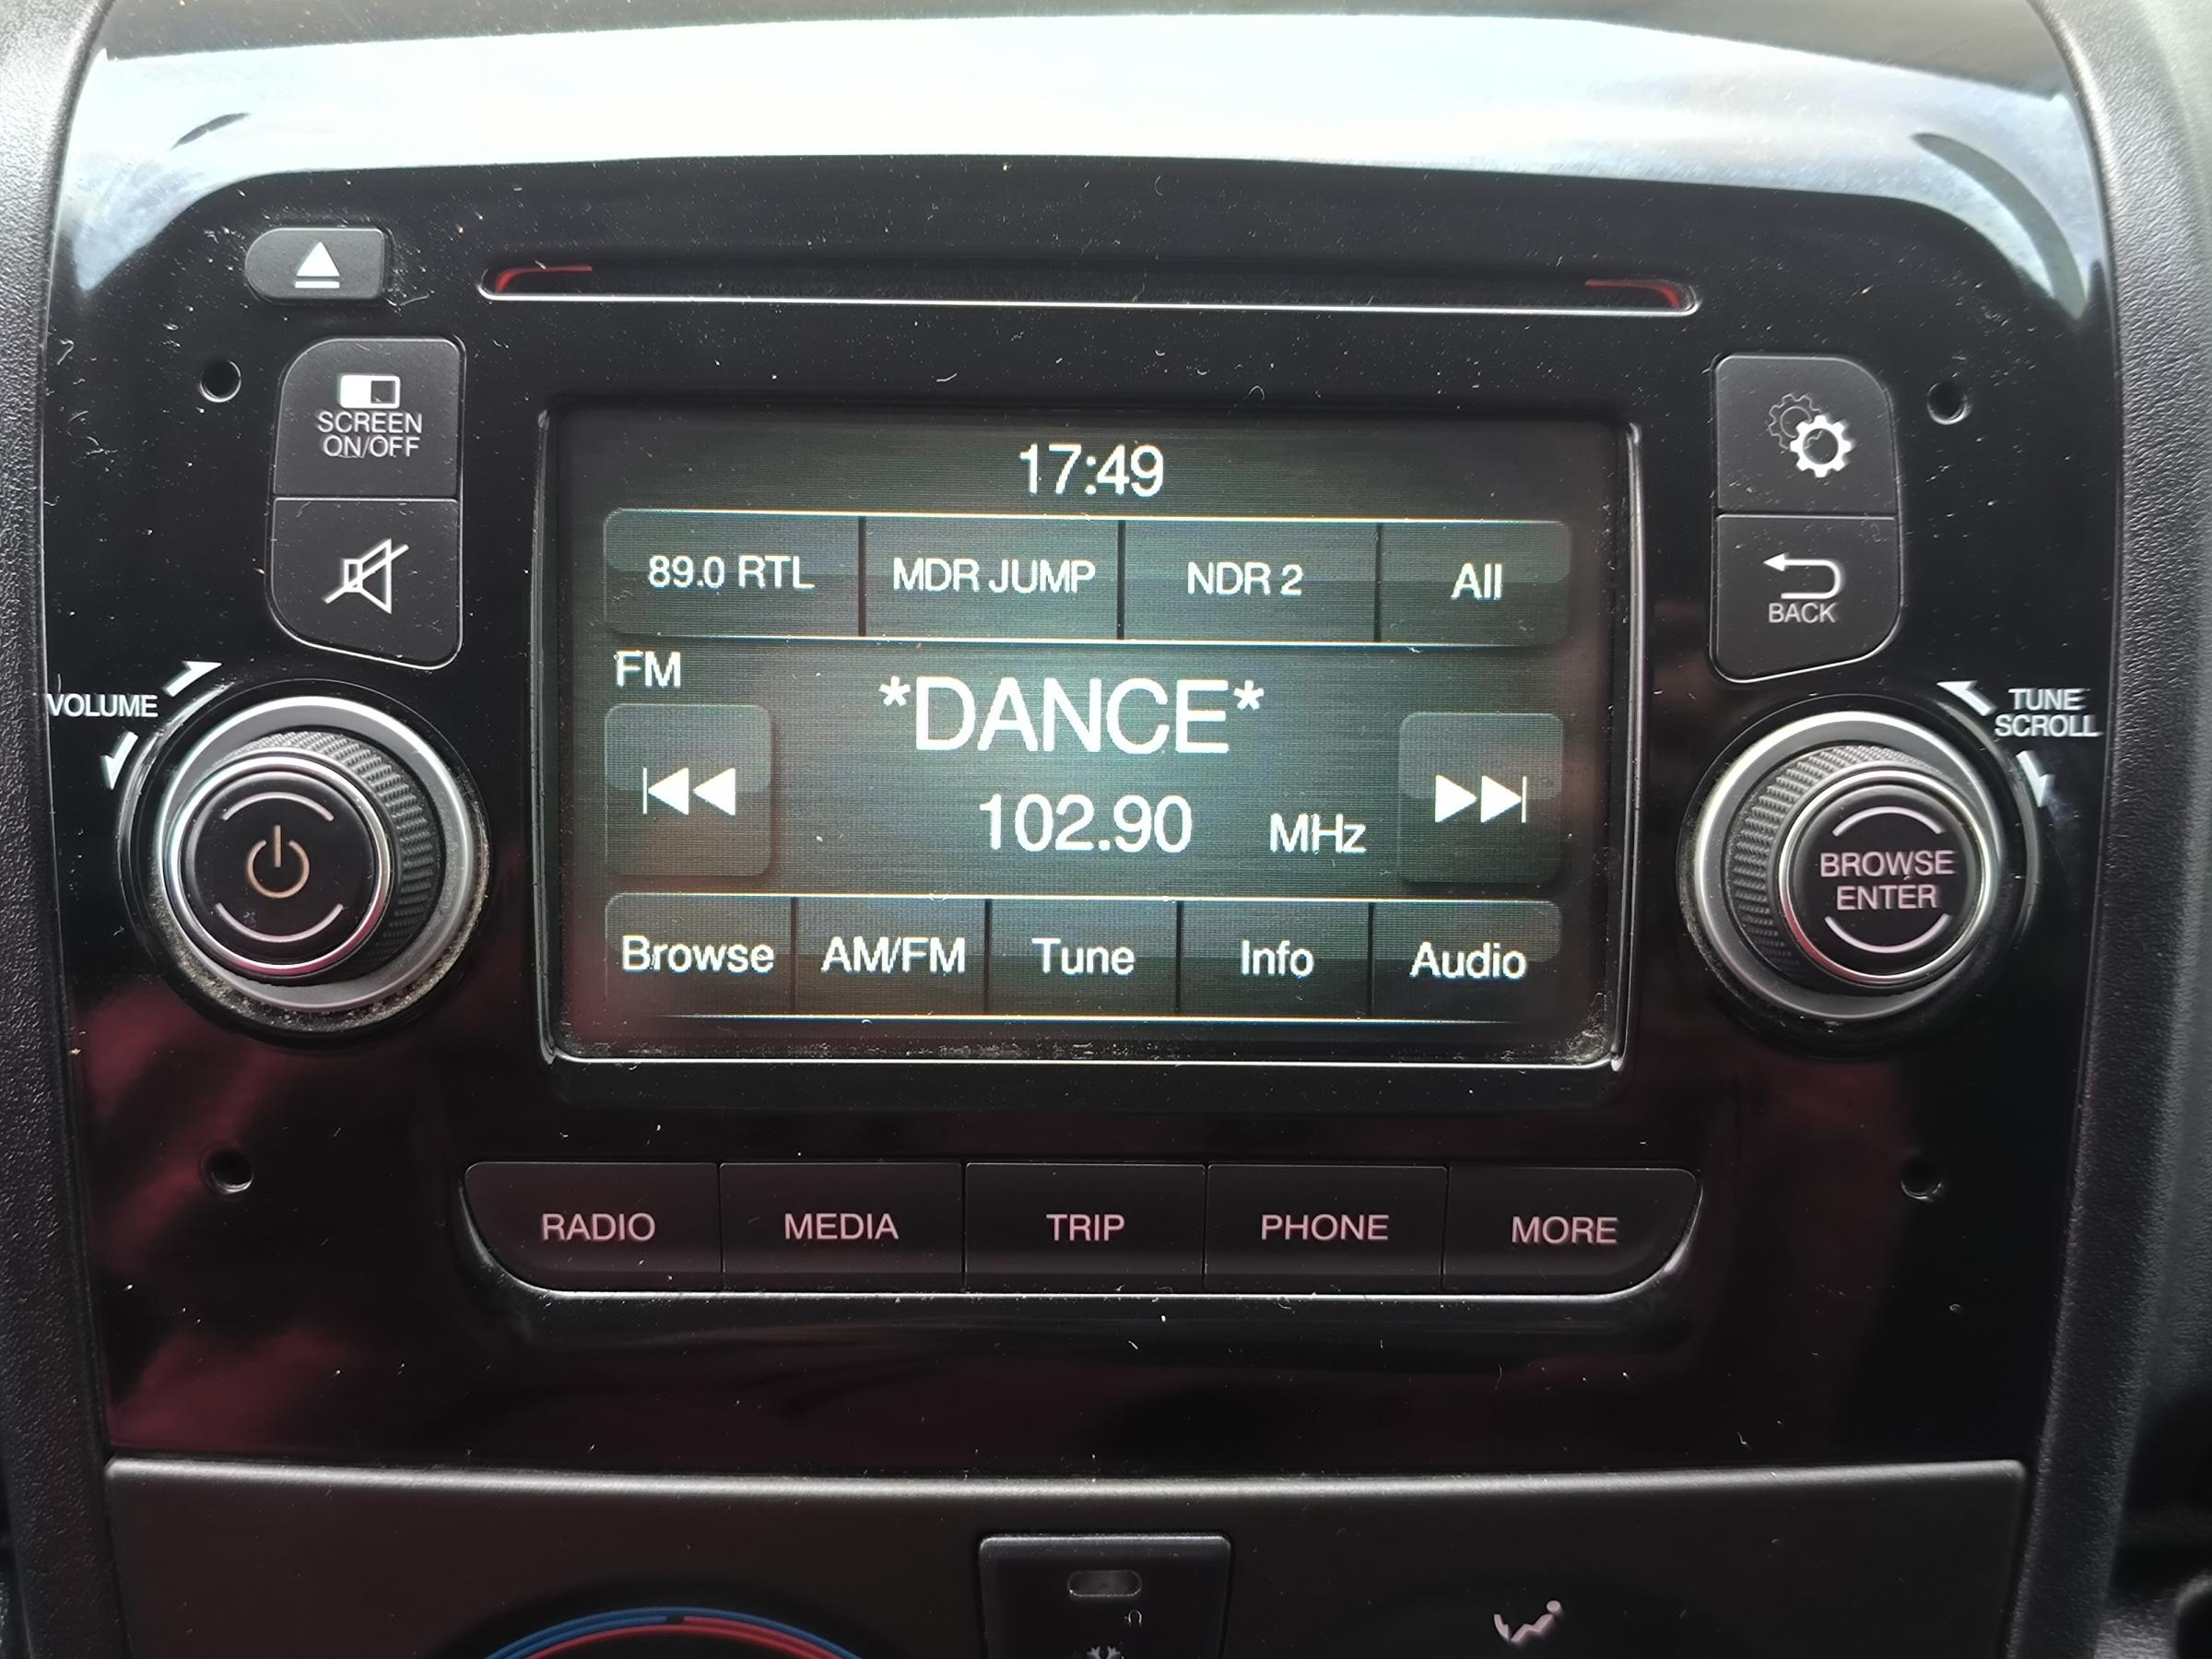 SCREEN
ON/OFF
VOLUME
17:49
89.0 RTL
MDR JUMP
NDR 2
All
FM
*DANCE*
102.90 MHz
Browse
AM/FM
Tune
Info
Audio
BACK
TUNE
SCROLL
BROWSE
ENTER
RADIO
MEDIA
TRIP
PHONE
MORE